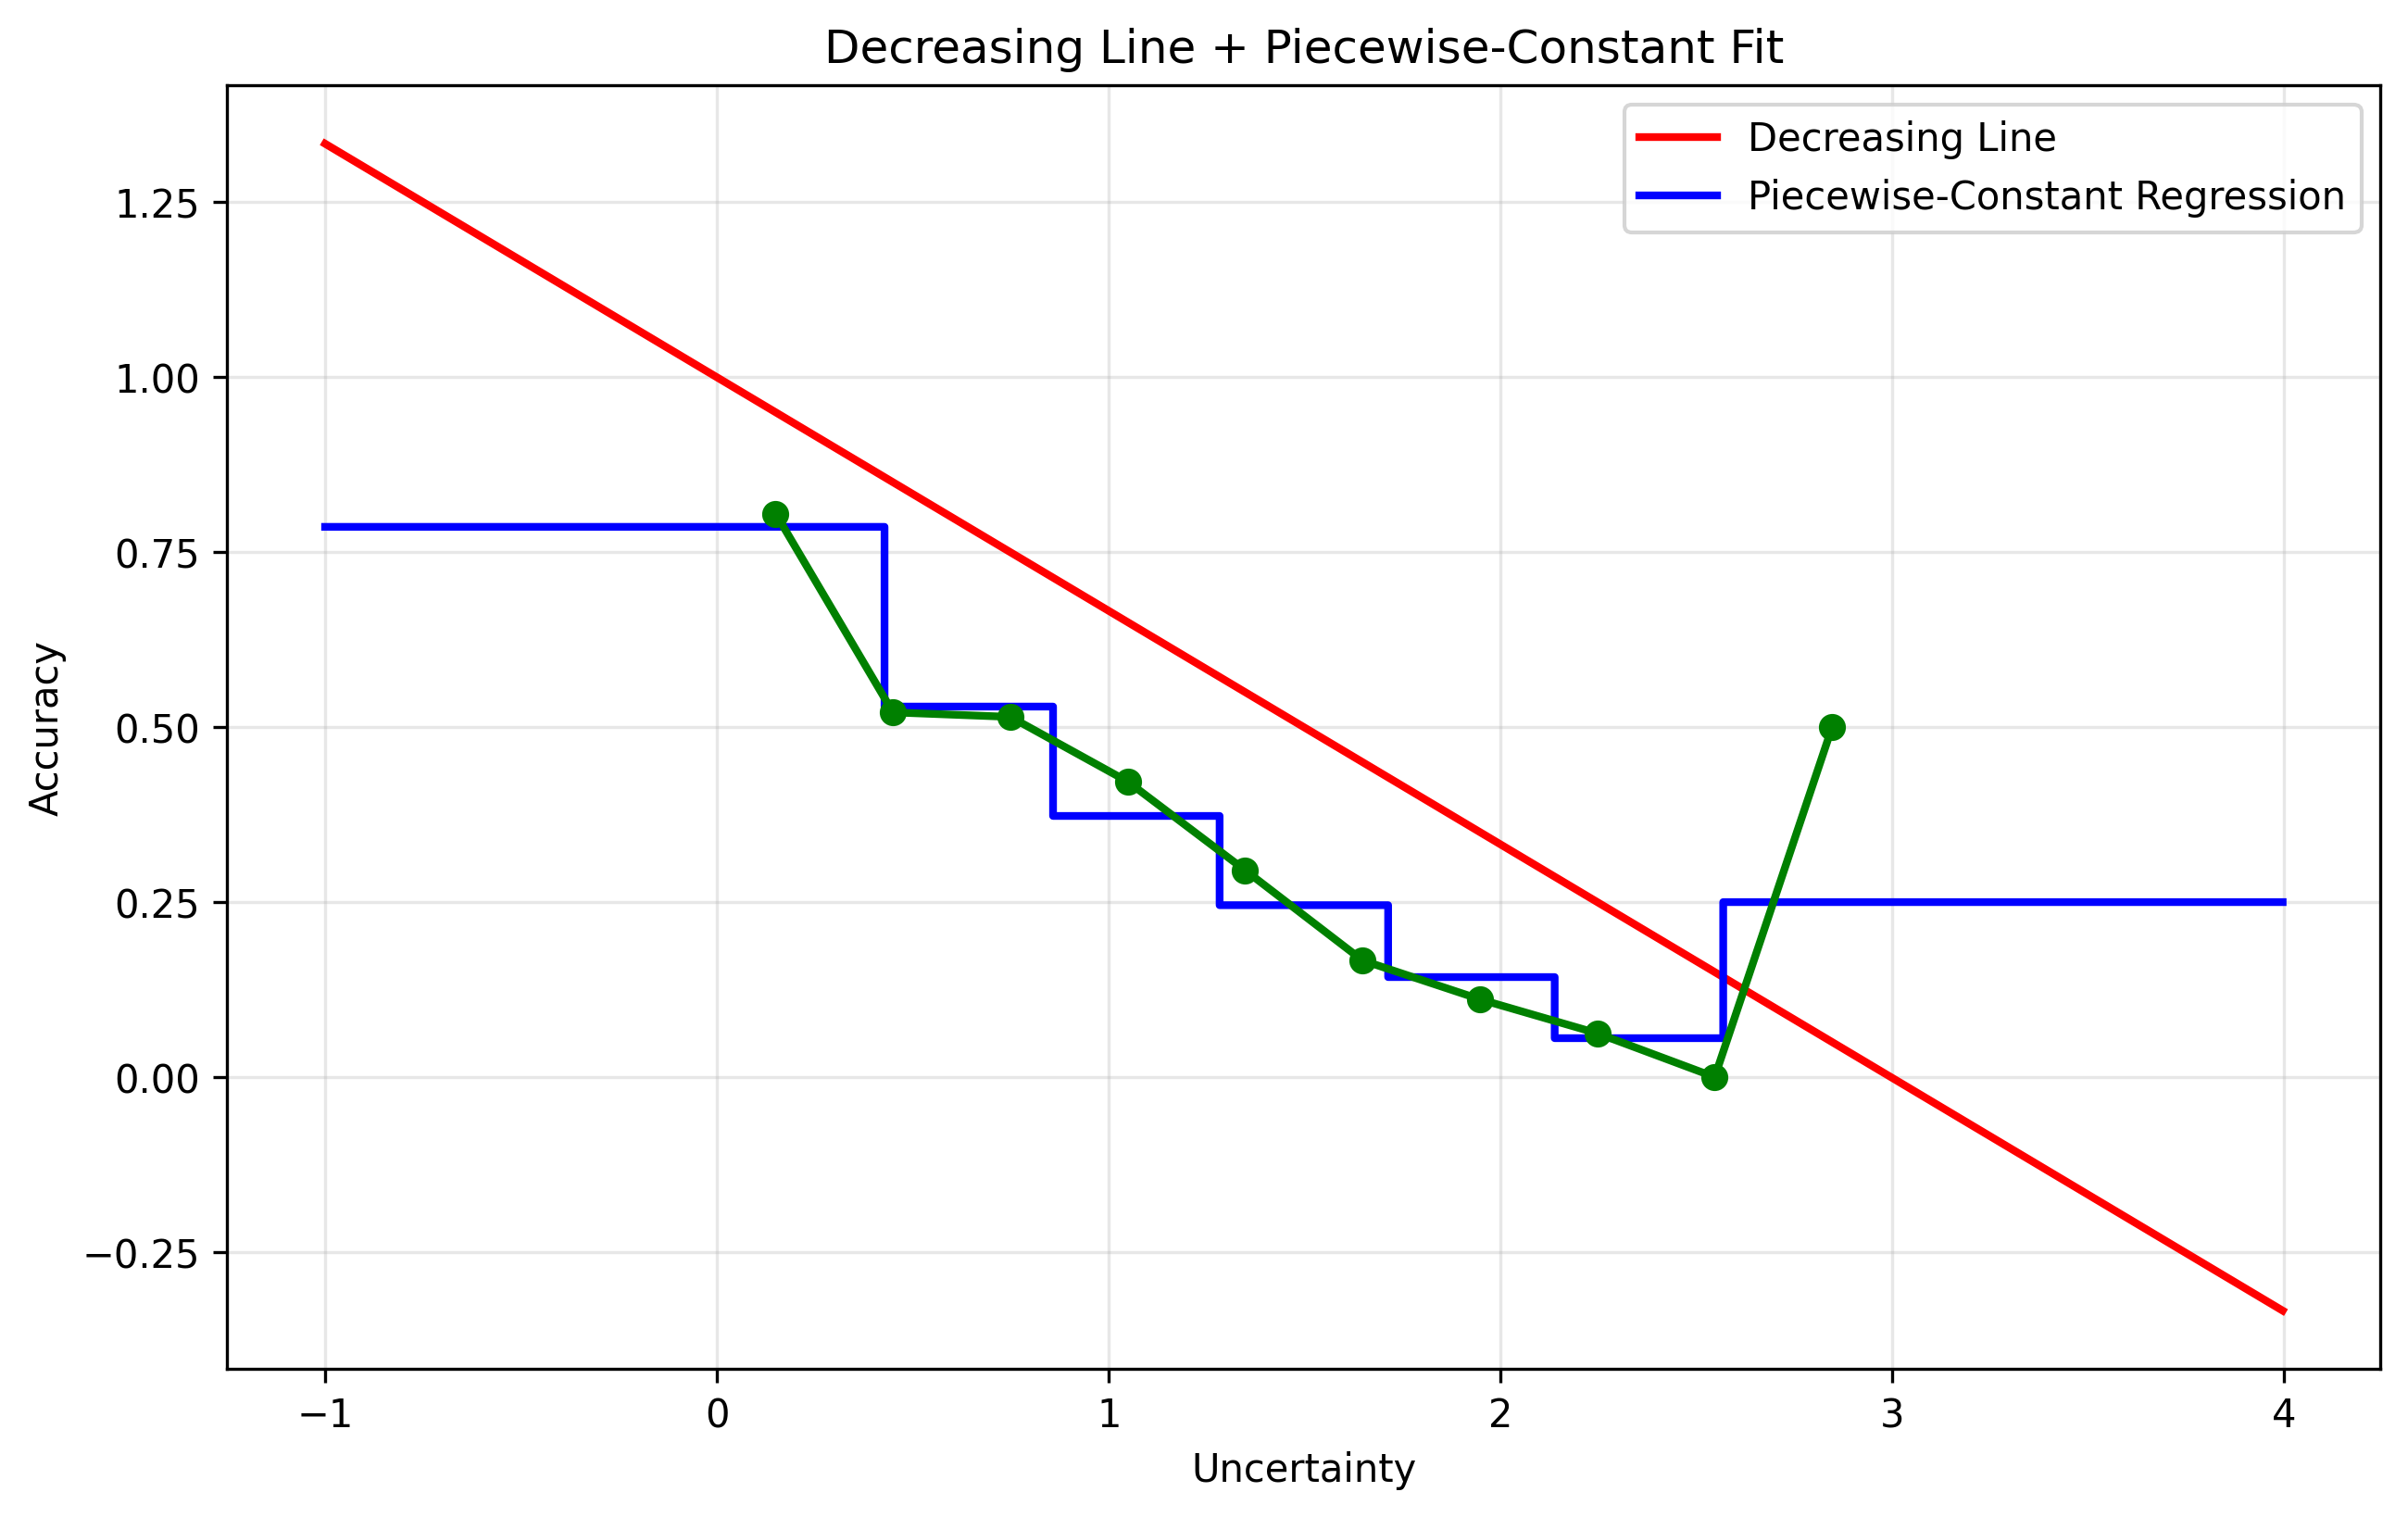 Decreasing Line + Piecewise-Constant Fit
Decreasing Line
Piecewise-Constant Regression
1.25
1.00
0.75
0.50
0.25
0.00
−0.25
Accuracy
−1 0 1 2 3 4
Uncertainty